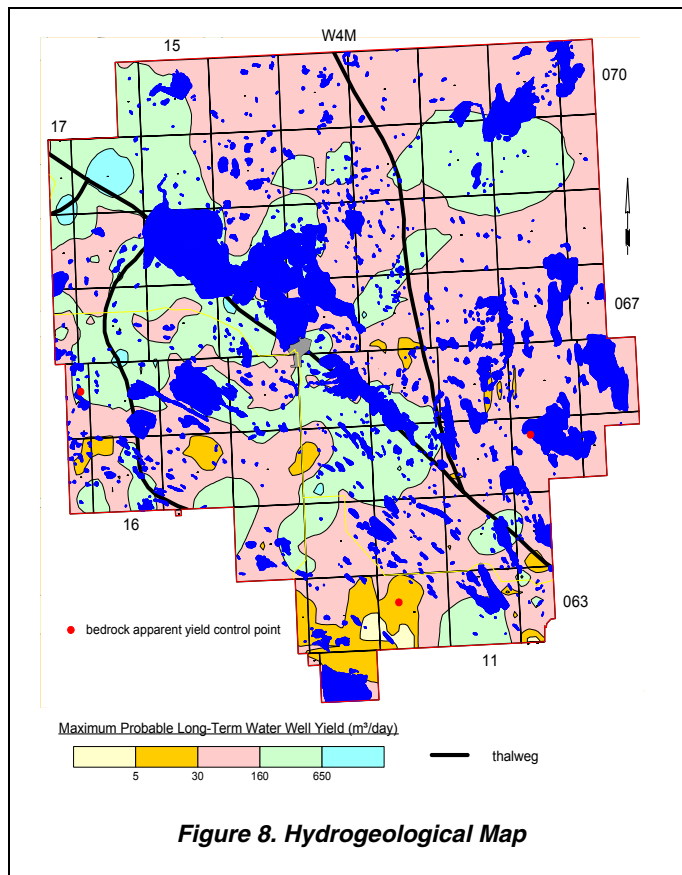 W4M
15
070
17
067
16
063
bedrock apparent yield control point
11
Maximum Probable Long-Term Water Well Yield (m³/day)
thalweg
5 30 160 650
Figure 8. Hydrogeological Map